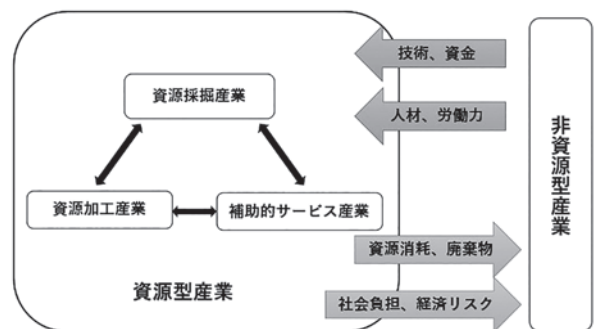 技術、資金
資源採掘産業
人材、労働力
非資源型産業
資源加工産業
補助的サービス産業
資源消耗、廃棄物
資源型産業
社会負担、経済リスク